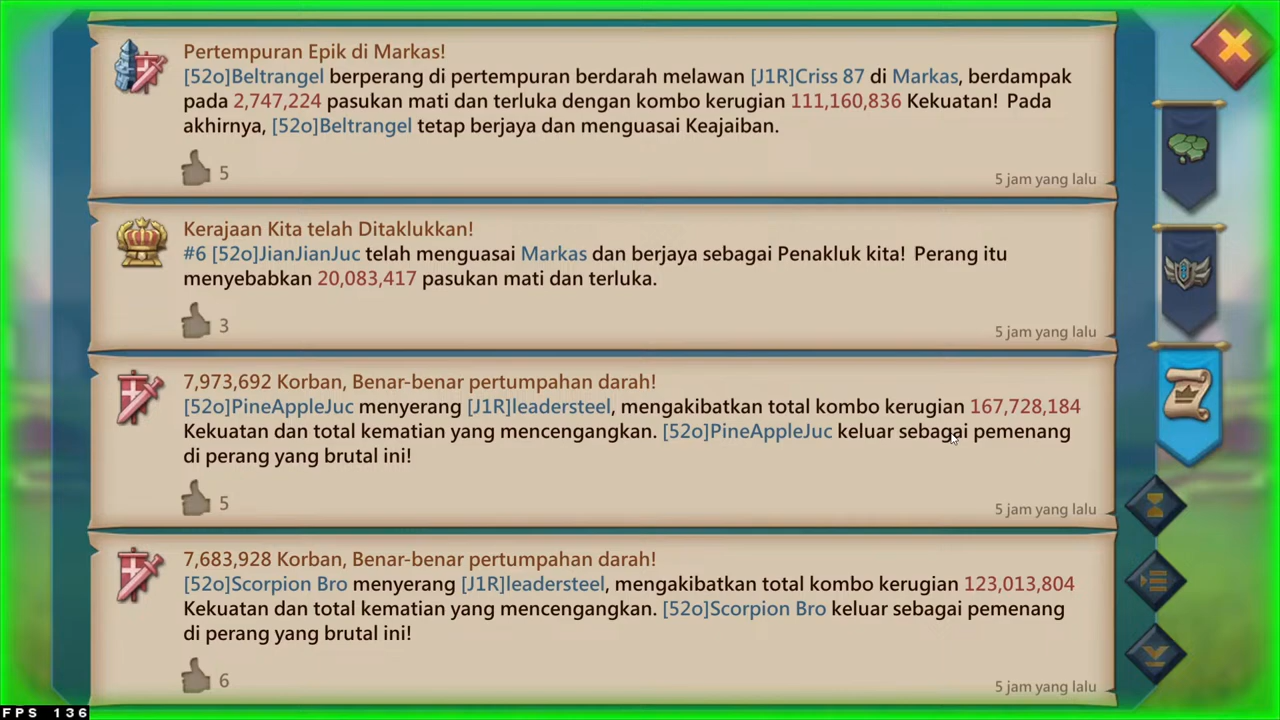 Pertempuran Epik di Markas!
[52o]Beltrangel berperang di pertempuran berdarah melawan [J1R]Criss 87 di Markas, berdampak
pada 2,747,224 pasukan mati dan terluka dengan kombo kerugian 111,160,836 Kekuatan! Pada
akhirnya, [52o]Beltrangel tetap berjaya dan menguasai Keajaiban.
5
5 jam yang lalu
Kerajaan Kita telah Ditaklukkan!
#6 [52o]JianJianJuc telah menguasai Markas dan berjaya sebagai Penakluk kita! Perang itu
menyebabkan 20,083,417 pasukan mati dan terluka.
3
5 jam yang lalu
7,973,692 Korban, Benar-benar pertumpahan darah!
[52o]PineAppleJuc menyerang [J1R]leadersteel, mengakibatkan total kombo kerugian 167,728,184
Kekuatan dan total kematian yang mencengangkan. [52o]PineAppleJuc keluar sebagai pemenang
di perang yang brutal ini!
5
5 jam yang lalu
7,683,928 Korban, Benar-benar pertumpahan darah!
[52o]Scorpion Bro menyerang [J1R]leadersteel, mengakibatkan total kombo kerugian 123,013,804
Kekuatan dan total kematian yang mencengangkan. [52o]Scorpion Bro keluar sebagai pemenang
di perang yang brutal ini!
6
5 jam yang lalu
FPS 136